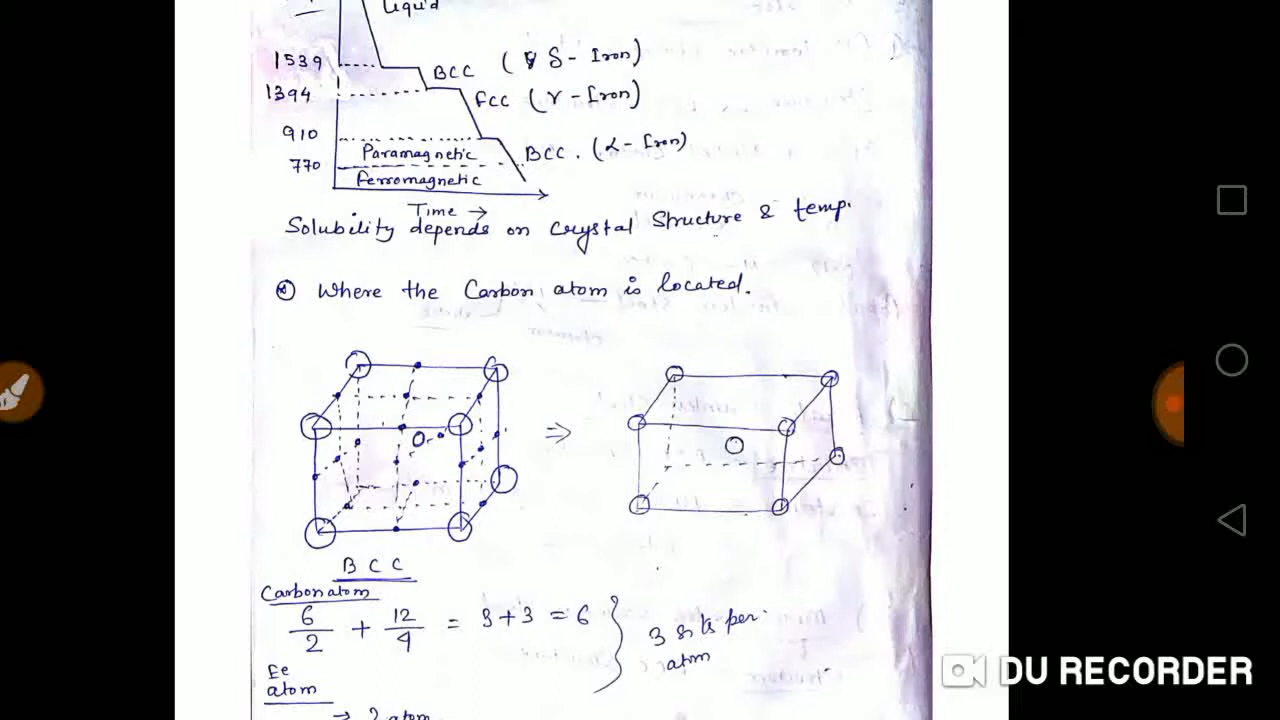 Liquid
1539 BCC ( δ - Iron)
1394 FCC (γ - Iron)
910
Paramagnetic BCC. (α - Iron)
770
Ferromagnetic
Time →
Solubility depends on Crystal Structure & temp.
Where the Carbon atom is located.
⇒
BCC
Carbon atom
6/2 + 12/4 = 3+3 = 6 } 3 per
atom
Fe
atom
→ 2 atom
DU RECORDER